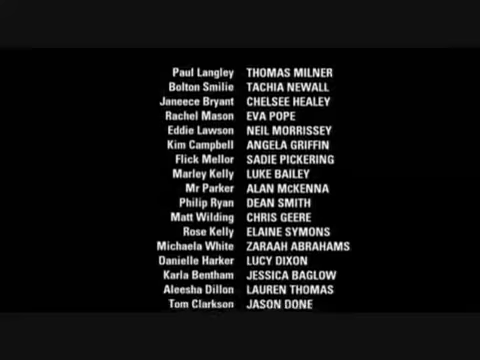 Paul Langley THOMAS MILNER
Bolton Smilie TACHIA NEWALL
Janeece Bryant CHELSEE HEALEY
Rachel Mason EVA POPE
Eddie Lawson NEIL MORRISSEY
Kim Campbell ANGELA GRIFFIN
Flick Mellor SADIE PICKERING
Marley Kelly LUKE BAILEY
Mr Parker ALAN McKENNA
Philip Ryan DEAN SMITH
Matt Wilding CHRIS GEERE
Rose Kelly ELAINE SYMONS
Michaela White ZARAAH ABRAHAMS
Danielle Harker LUCY DIXON
Karla Bentham JESSICA BAGLOW
Aleesha Dillon LAUREN THOMAS
Tom Clarkson JASON DONE